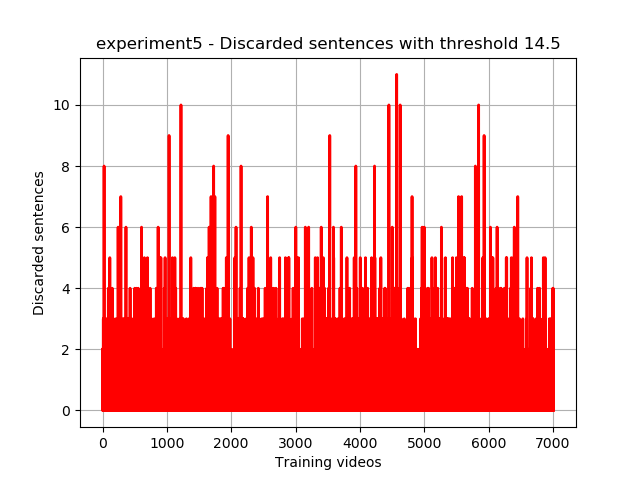 experiment5 - Discarded sentences with threshold 14.5
10
8
6
4
2
0
Discarded sentences
0 1000 2000 3000 4000 5000 6000 7000
Training videos